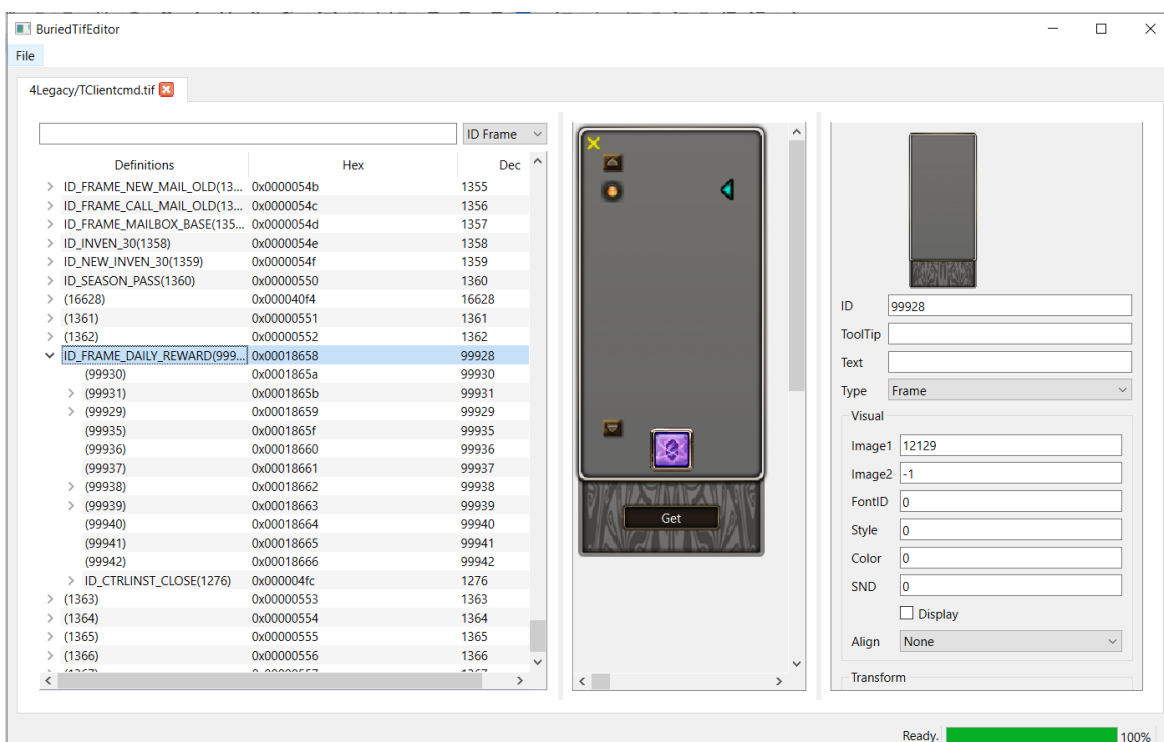 BuriedTifEditor
File
4Legacy/TClientcmd.tif
ID Frame
Definitions Hex Dec
ID_FRAME_NEW_MAIL_OLD(13... 0x0000054b 1355
ID_FRAME_CALL_MAIL_OLD(13... 0x0000054c 1356
ID_FRAME_MAILBOX_BASE(135... 0x0000054d 1357
ID_INVEN_30(1358) 0x0000054e 1358
ID_NEW_INVEN_30(1359) 0x0000054f 1359
ID_SEASON_PASS(1360) 0x00000550 1360
(16628) 0x000040f4 16628
(1361) 0x00000551 1361
(1362) 0x00000552 1362
ID_FRAME_DAILY_REWARD(999... 0x00018658 99928
(99930) 0x0001865a 99930
(99931) 0x0001865b 99931
(99929) 0x00018659 99929
(99935) 0x0001865f 99935
(99936) 0x00018660 99936
(99937) 0x00018661 99937
(99938) 0x00018662 99938
(99939) 0x00018663 99939
(99940) 0x00018664 99940
(99941) 0x00018665 99941
(99942) 0x00018666 99942
ID_CTRLINST_CLOSE(1276) 0x000004fc 1276
(1363) 0x00000553 1363
(1364) 0x00000554 1364
(1365) 0x00000555 1365
(1366) 0x00000556 1366
Get
ID 99928
ToolTip
Text
Type Frame
Visual
Image1 12129
Image2 -1
FontID 0
Style 0
Color 0
SND 0
Display
Align None
Transform
Ready. 100%